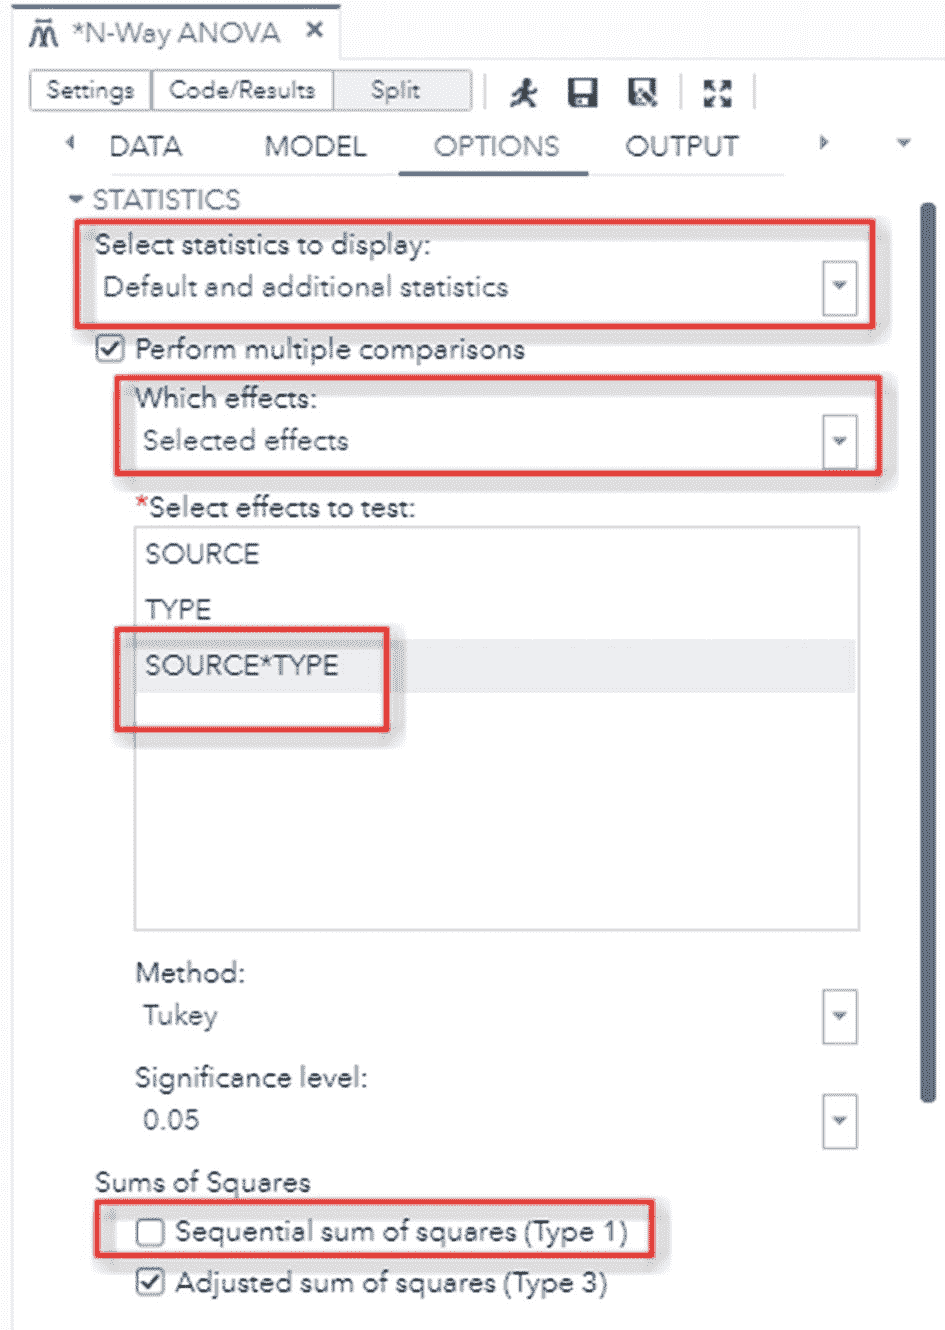 *N-Way ANOVA ×
Settings Code/Results Split
DATA MODEL OPTIONS OUTPUT
STATISTICS
Select statistics to display:
Default and additional statistics
Perform multiple comparisons
Which effects:
Selected effects
*Select effects to test:
SOURCE
TYPE
SOURCE*TYPE
Method:
Tukey
Significance level:
0.05
Sums of Squares
Sequential sum of squares (Type 1)
Adjusted sum of squares (Type 3)